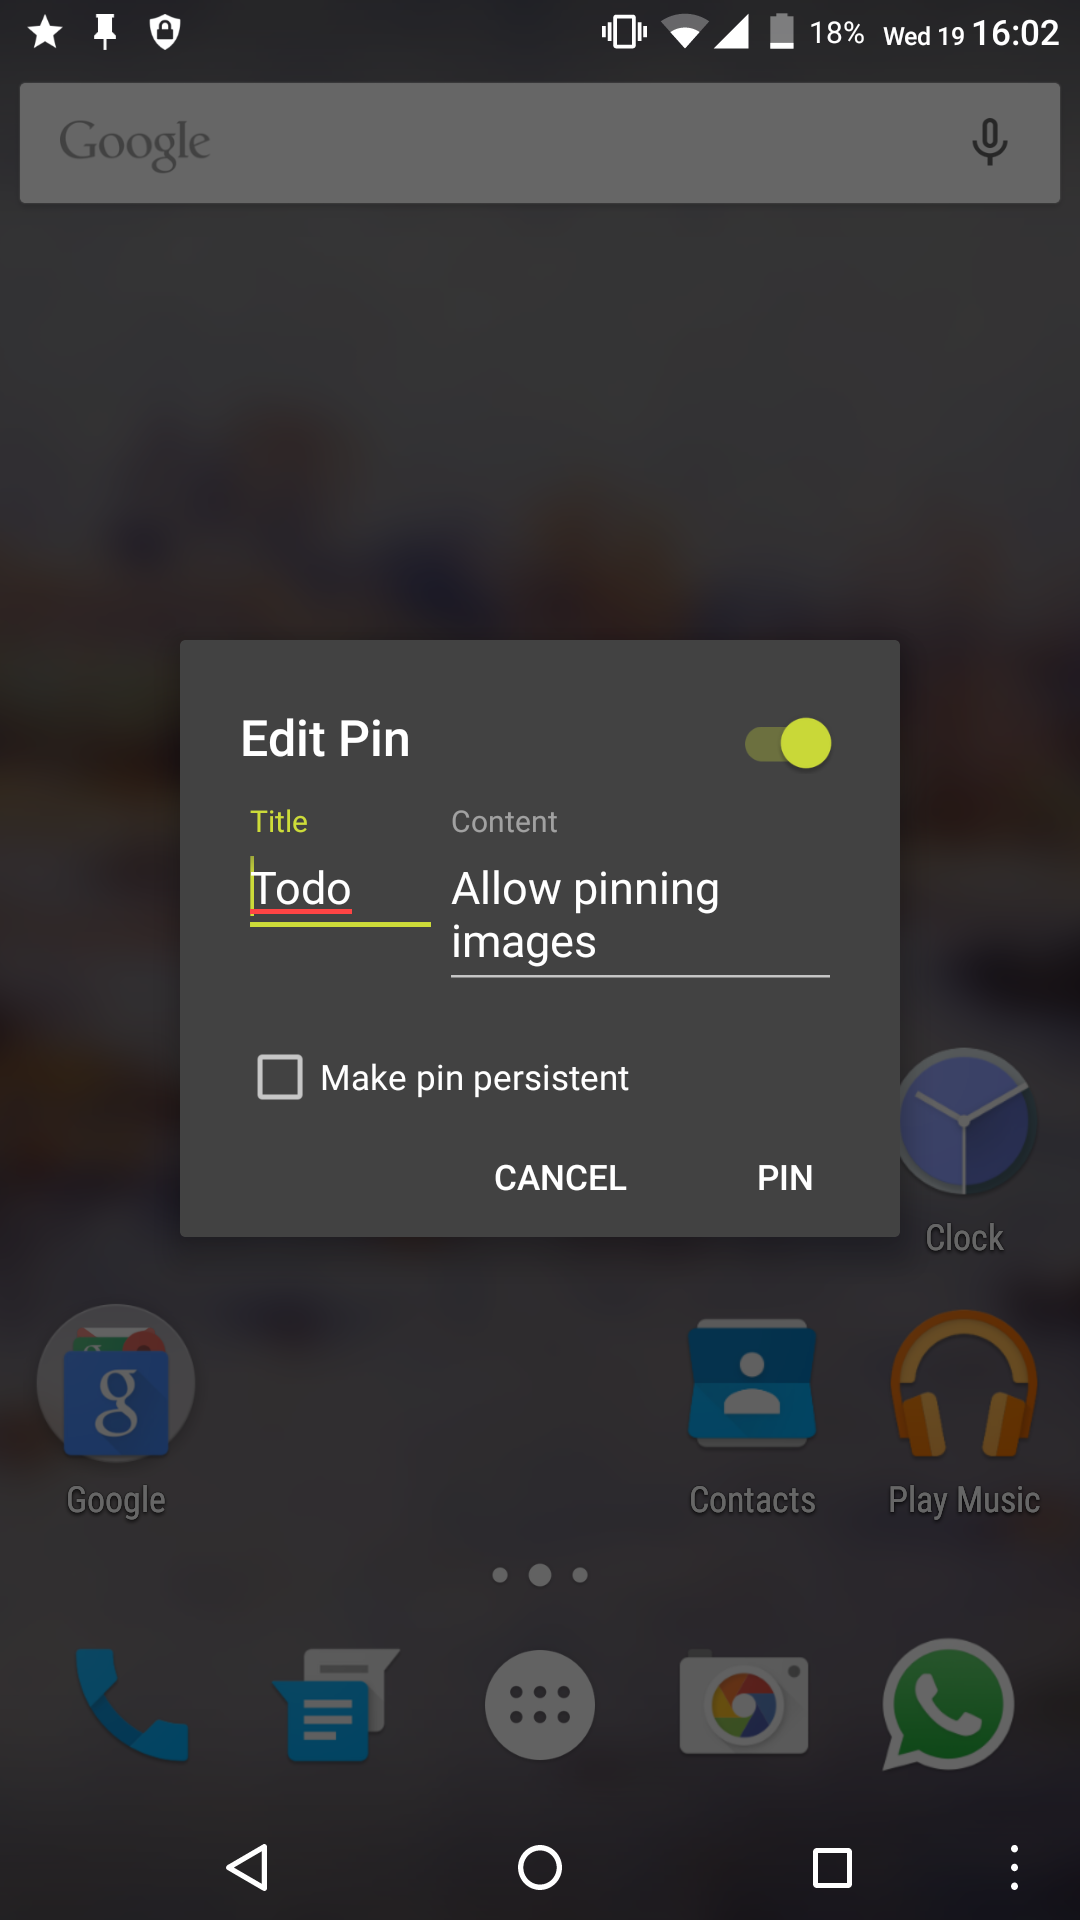 18% Wed 19 16:02
Google
Edit Pin
Title Content
Todo Allow pinning
images
Make pin persistent
CANCEL PIN
Clock
g
Google Contacts Play Music